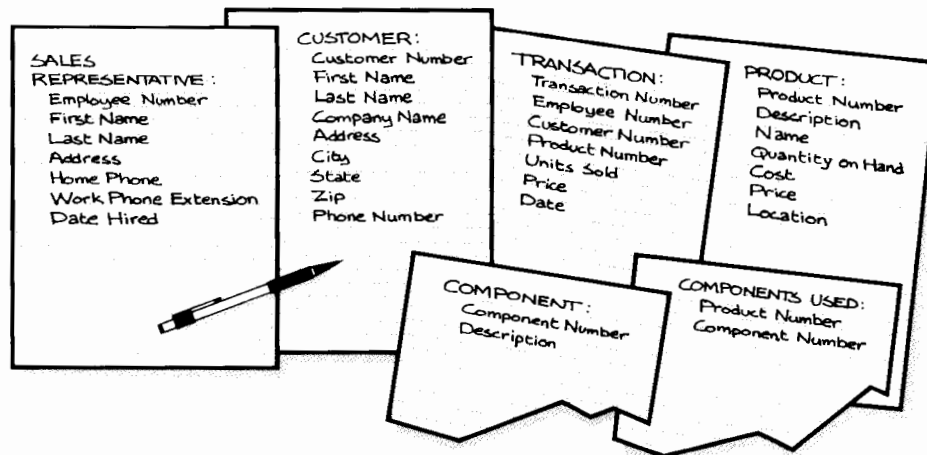 SALES
REPRESENTATIVE:
Employee Number
First Name
Last Name
Address
Home Phone
Work Phone Extension
Date Hired
CUSTOMER:
Customer Number
First Name
Last Name
Company Name
Address
City
State
Zip
Phone Number
TRANSACTION:
Transaction Number
Employee Number
Customer Number
Product Number
Units Sold
Price
Date
PRODUCT:
Product Number
Description
Name
Quantity on Hand
Cost
Price
Location
COMPONENT:
Component Number
Description
COMPONENTS USED:
Product Number
Component Number